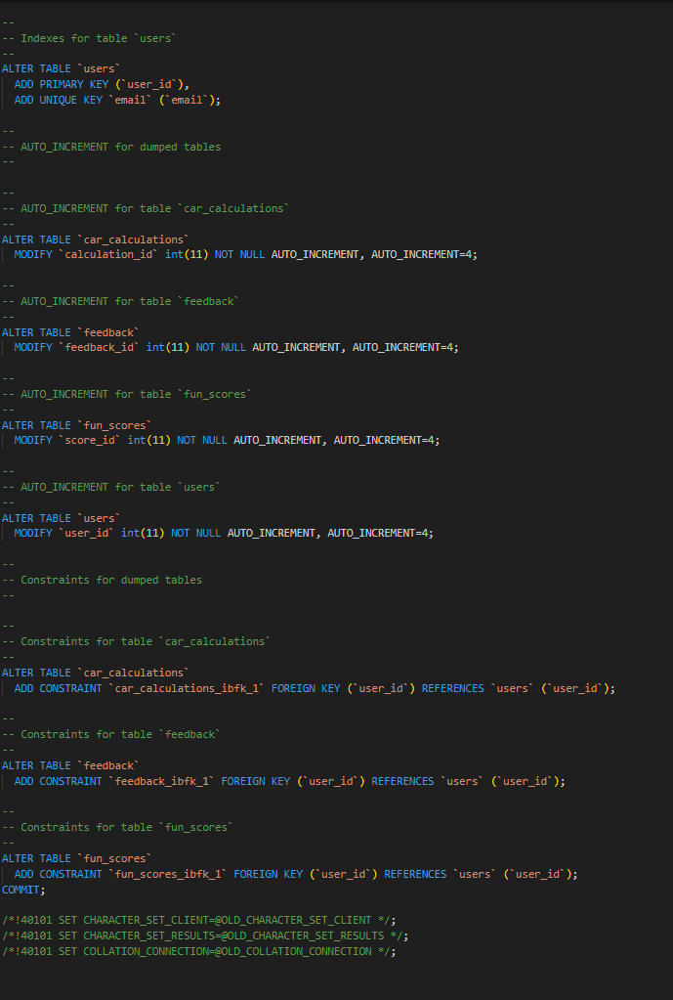 --
-- Indexes for table `users`
--
ALTER TABLE `users`
  ADD PRIMARY KEY (`user_id`),
  ADD UNIQUE KEY `email` (`email`);

--
-- AUTO_INCREMENT for dumped tables
--

--
-- AUTO_INCREMENT for table `car_calculations`
--
ALTER TABLE `car_calculations`
  MODIFY `calculation_id` int(11) NOT NULL AUTO_INCREMENT, AUTO_INCREMENT=4;

--
-- AUTO_INCREMENT for table `feedback`
--
ALTER TABLE `feedback`
  MODIFY `feedback_id` int(11) NOT NULL AUTO_INCREMENT, AUTO_INCREMENT=4;

--
-- AUTO_INCREMENT for table `fun_scores`
--
ALTER TABLE `fun_scores`
  MODIFY `score_id` int(11) NOT NULL AUTO_INCREMENT, AUTO_INCREMENT=4;

--
-- AUTO_INCREMENT for table `users`
--
ALTER TABLE `users`
  MODIFY `user_id` int(11) NOT NULL AUTO_INCREMENT, AUTO_INCREMENT=4;

--
-- Constraints for dumped tables
--

--
-- Constraints for table `car_calculations`
--
ALTER TABLE `car_calculations`
  ADD CONSTRAINT `car_calculations_ibfk_1` FOREIGN KEY (`user_id`) REFERENCES `users` (`user_id`);

--
-- Constraints for table `feedback`
--
ALTER TABLE `feedback`
  ADD CONSTRAINT `feedback_ibfk_1` FOREIGN KEY (`user_id`) REFERENCES `users` (`user_id`);

--
-- Constraints for table `fun_scores`
--
ALTER TABLE `fun_scores`
  ADD CONSTRAINT `fun_scores_ibfk_1` FOREIGN KEY (`user_id`) REFERENCES `users` (`user_id`);
COMMIT;

/*!40101 SET CHARACTER_SET_CLIENT=@OLD_CHARACTER_SET_CLIENT */;
/*!40101 SET CHARACTER_SET_RESULTS=@OLD_CHARACTER_SET_RESULTS */;
/*!40101 SET COLLATION_CONNECTION=@OLD_COLLATION_CONNECTION */;